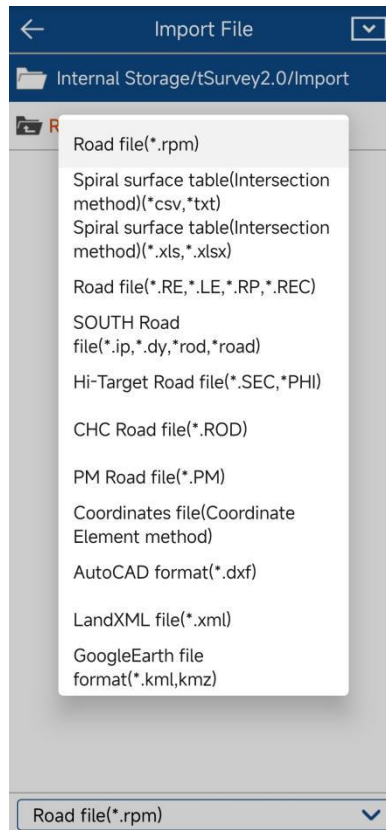 Import File
Internal Storage/tSurvey2.0/Import
R
Road file(*.rpm)
Spiral surface table(Intersection
method)(*csv,*txt)
Spiral surface table(Intersection
method)(*.xls,*.xlsx)
Road file(*.RE,*.LE,*.RP,*.REC)
SOUTH Road
file(*.ip,*.dy,*rod,*road)
Hi-Target Road file(*.SEC,*PHI)
CHC Road file(*.ROD)
PM Road file(*.PM)
Coordinates file(Coordinate
Element method)
AutoCAD format(*.dxf)
LandXML file(*.xml)
GoogleEarth file
format(*.kml,kmz)
Road file(*.rpm)